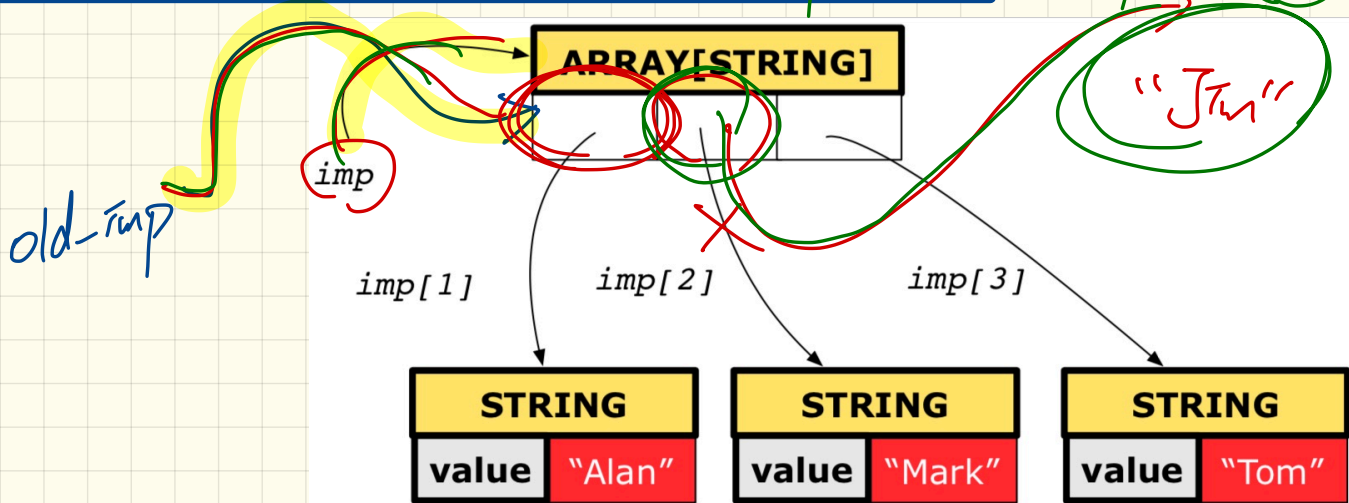 ARRAY[STRING]
"Jim"
imp
old_imp
imp[1] imp[2] imp[3]
STRING STRING STRING
value “Alan” value “Mark” value “Tom”